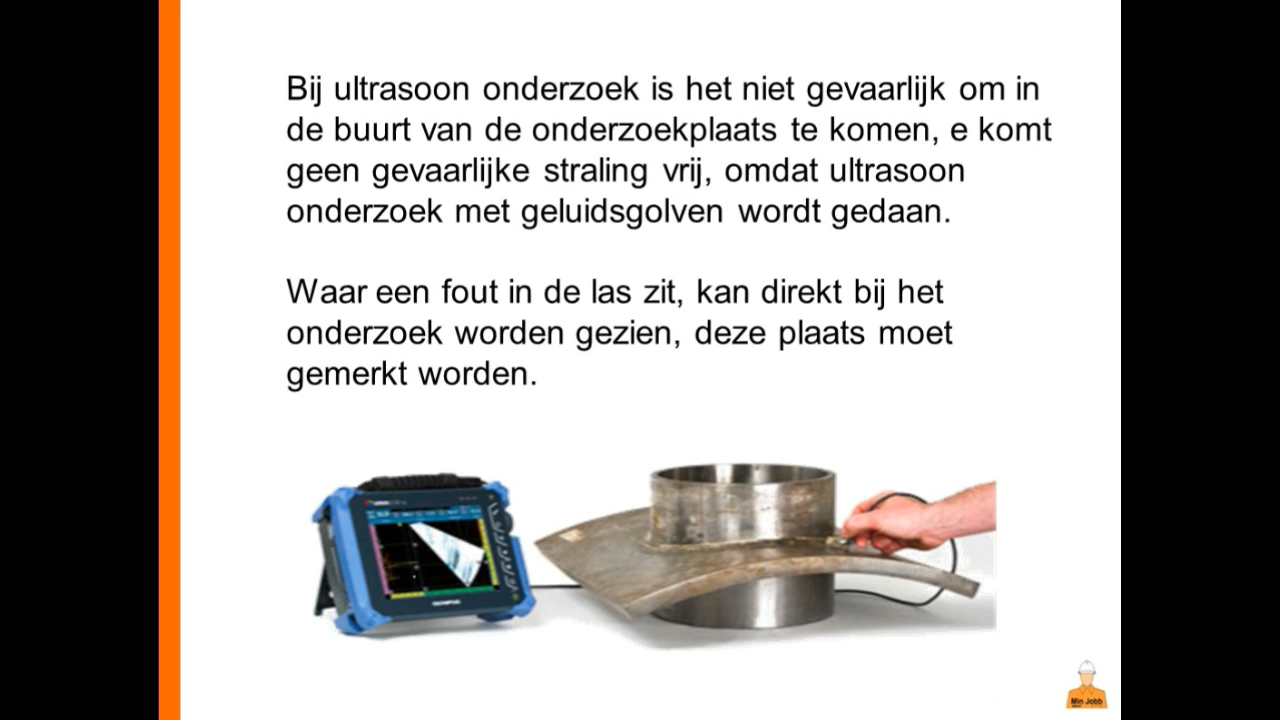 Bij ultrasoon onderzoek is het niet gevaarlijk om in
de buurt van de onderzoekplaats te komen, e komt
geen gevaarlijke straling vrij, omdat ultrasoon
onderzoek met geluidsgolven wordt gedaan.
Waar een fout in de las zit, kan direkt bij het
onderzoek worden gezien, deze plaats moet
gemerkt worden.
OLYMPUS
Min Jobb